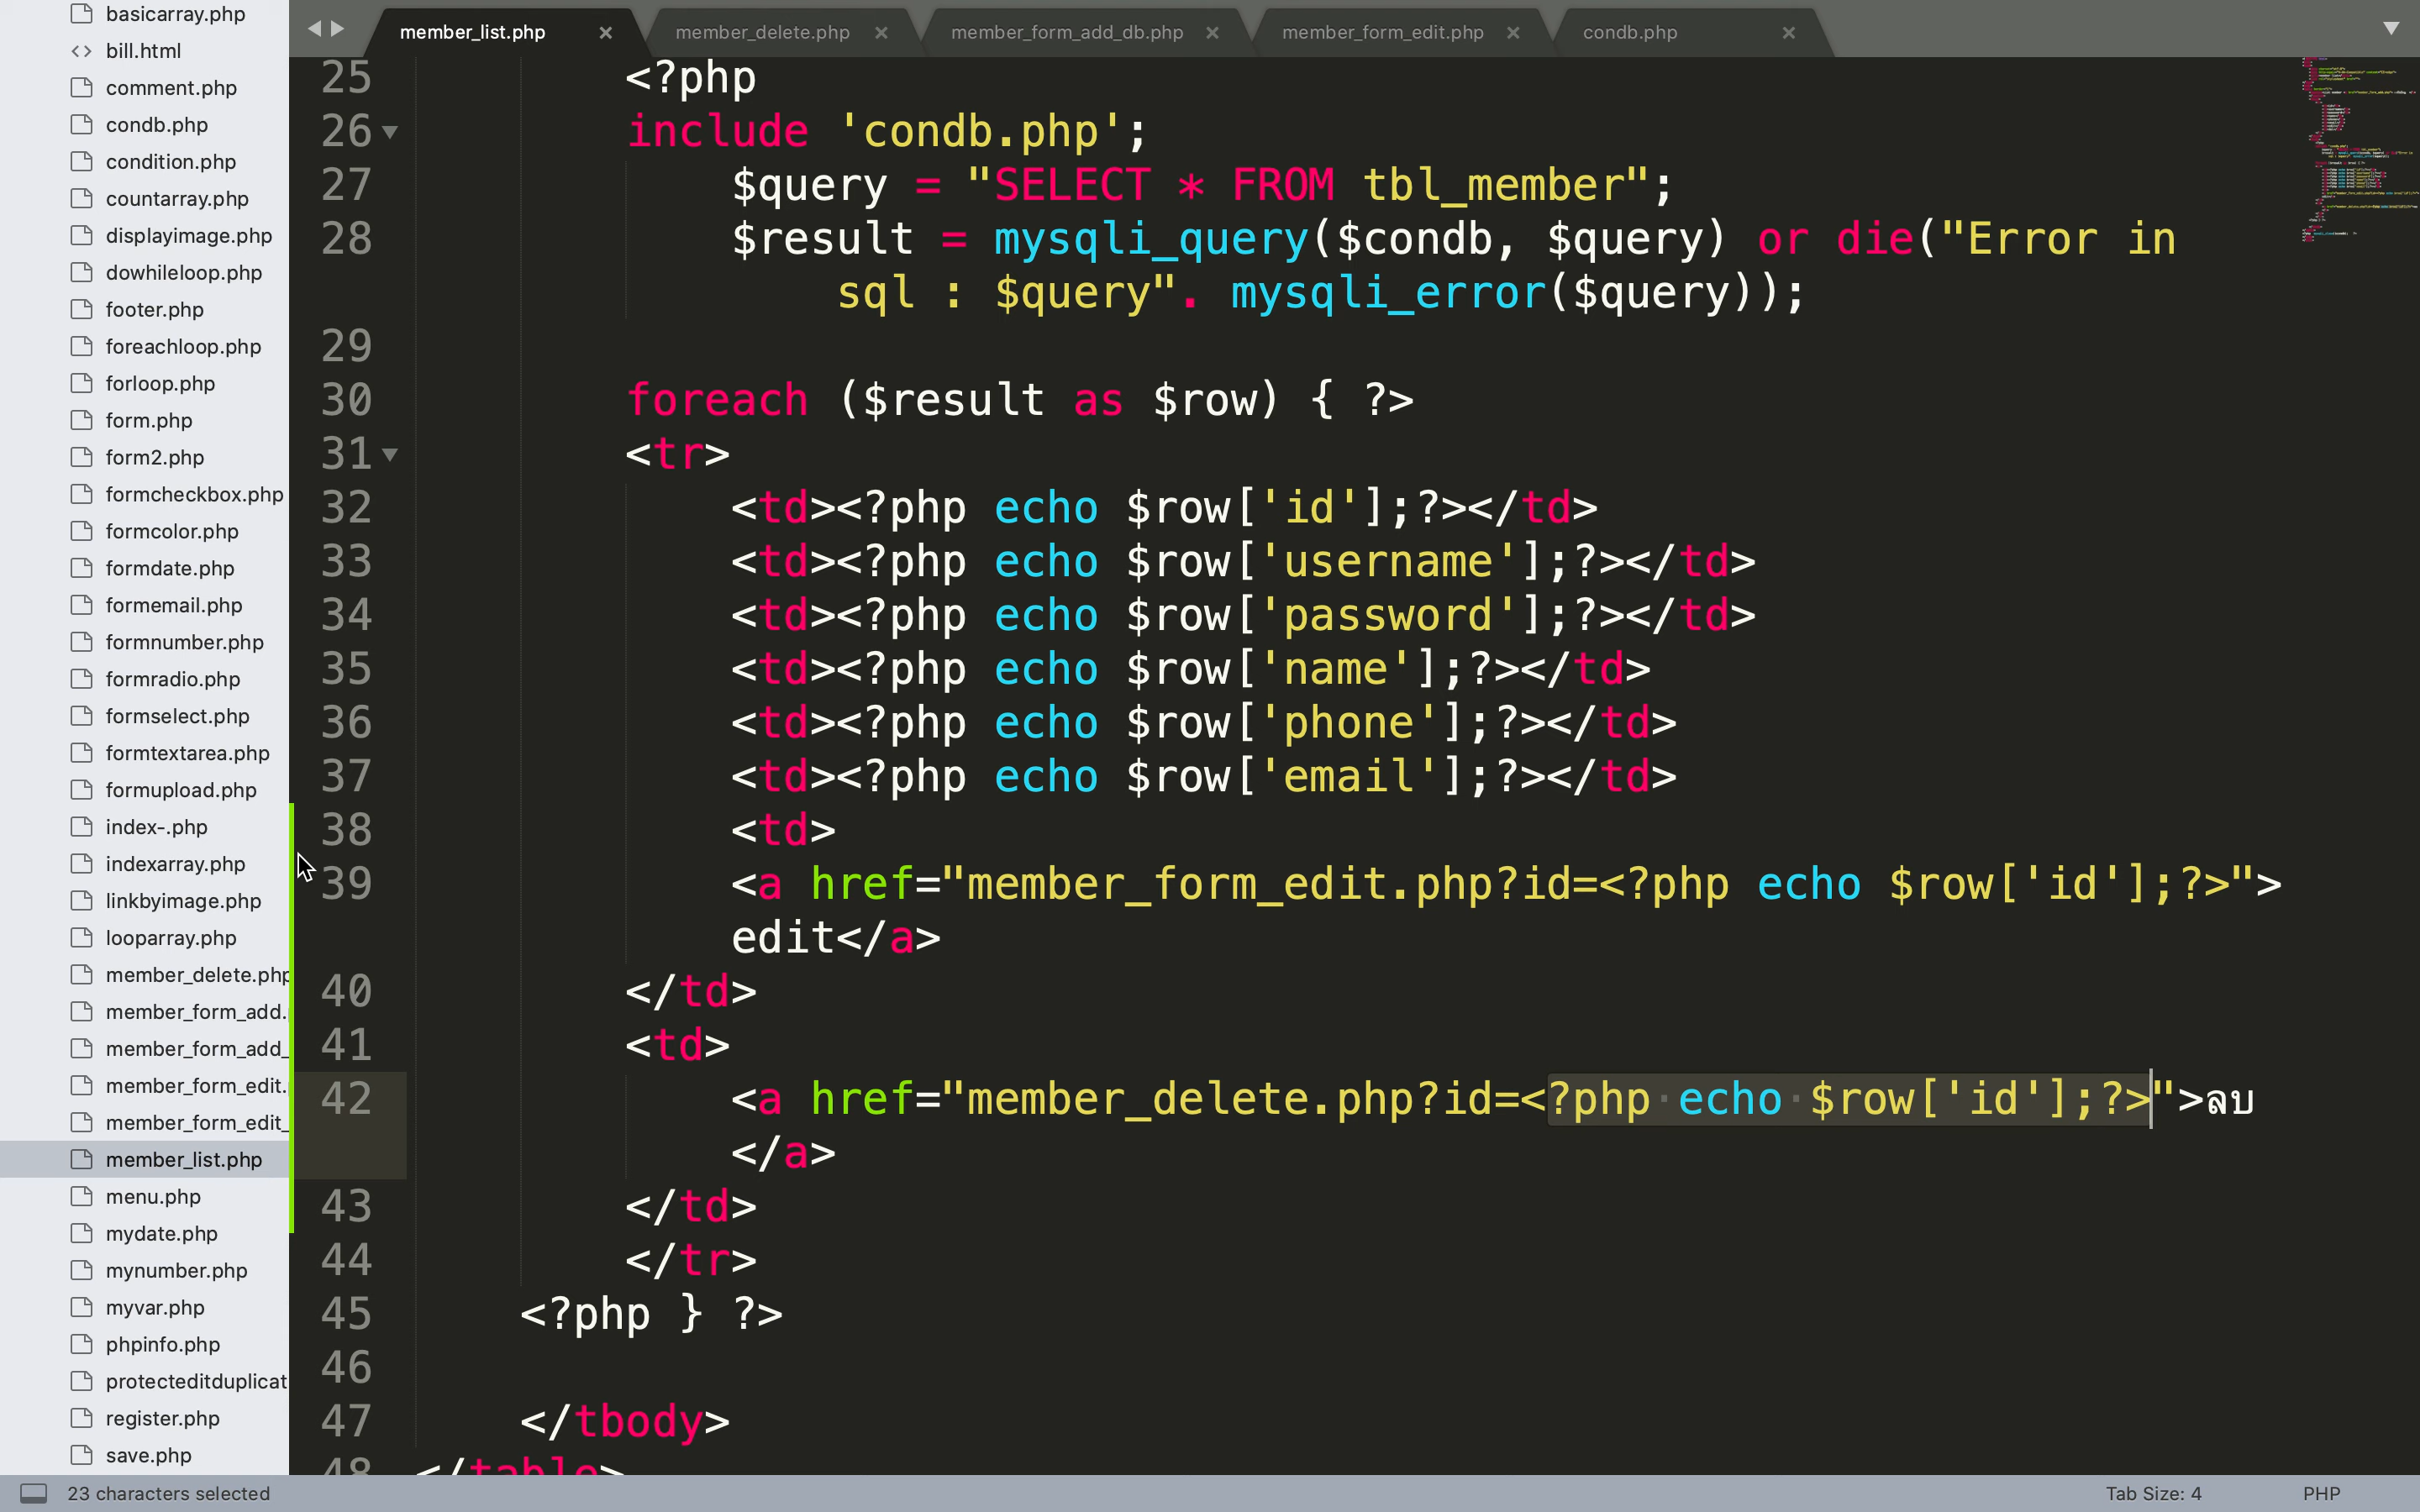 basicarray.php
bill.html
comment.php
condb.php
condition.php
countarray.php
displayimage.php
dowhileloop.php
footer.php
foreachloop.php
forloop.php
form.php
form2.php
formcheckbox.php
formcolor.php
formdate.php
formemail.php
formnumber.php
formradio.php
formselect.php
formtextarea.php
formupload.php
index-.php
indexarray.php
linkbyimage.php
looparray.php
member_delete.php
member_form_add.
member_form_add_
member_form_edit.
member_form_edit_
member_list.php
menu.php
mydate.php
mynumber.php
myvar.php
phpinfo.php
protecteditduplicat
register.php
save.php
member_list.php member_delete.php member_form_add_db.php member_form_edit.php condb.php
25 <?php
26 include 'condb.php';
27 $query = "SELECT * FROM tbl_member";
28 $result = mysqli_query($condb, $query) or die("Error in
sql : $query". mysqli_error($query));
29
30 foreach ($result as $row) { ?>
31 <tr>
32 <td><?php echo $row['id'];?></td>
33 <td><?php echo $row['username'];?></td>
34 <td><?php echo $row['password'];?></td>
35 <td><?php echo $row['name'];?></td>
36 <td><?php echo $row['phone'];?></td>
37 <td><?php echo $row['email'];?></td>
38 <td>
39 <a href="member_form_edit.php?id=<?php echo $row['id'];?>">
edit</a>
40 </td>
41 <td>
42 <a href="member_delete.php?id=<?php echo $row['id'];?>">ลบ
</a>
43 </td>
44 </tr>
45 <?php } ?>
46
47 </tbody>
48 </table>
23 characters selected Tab Size: 4 PHP